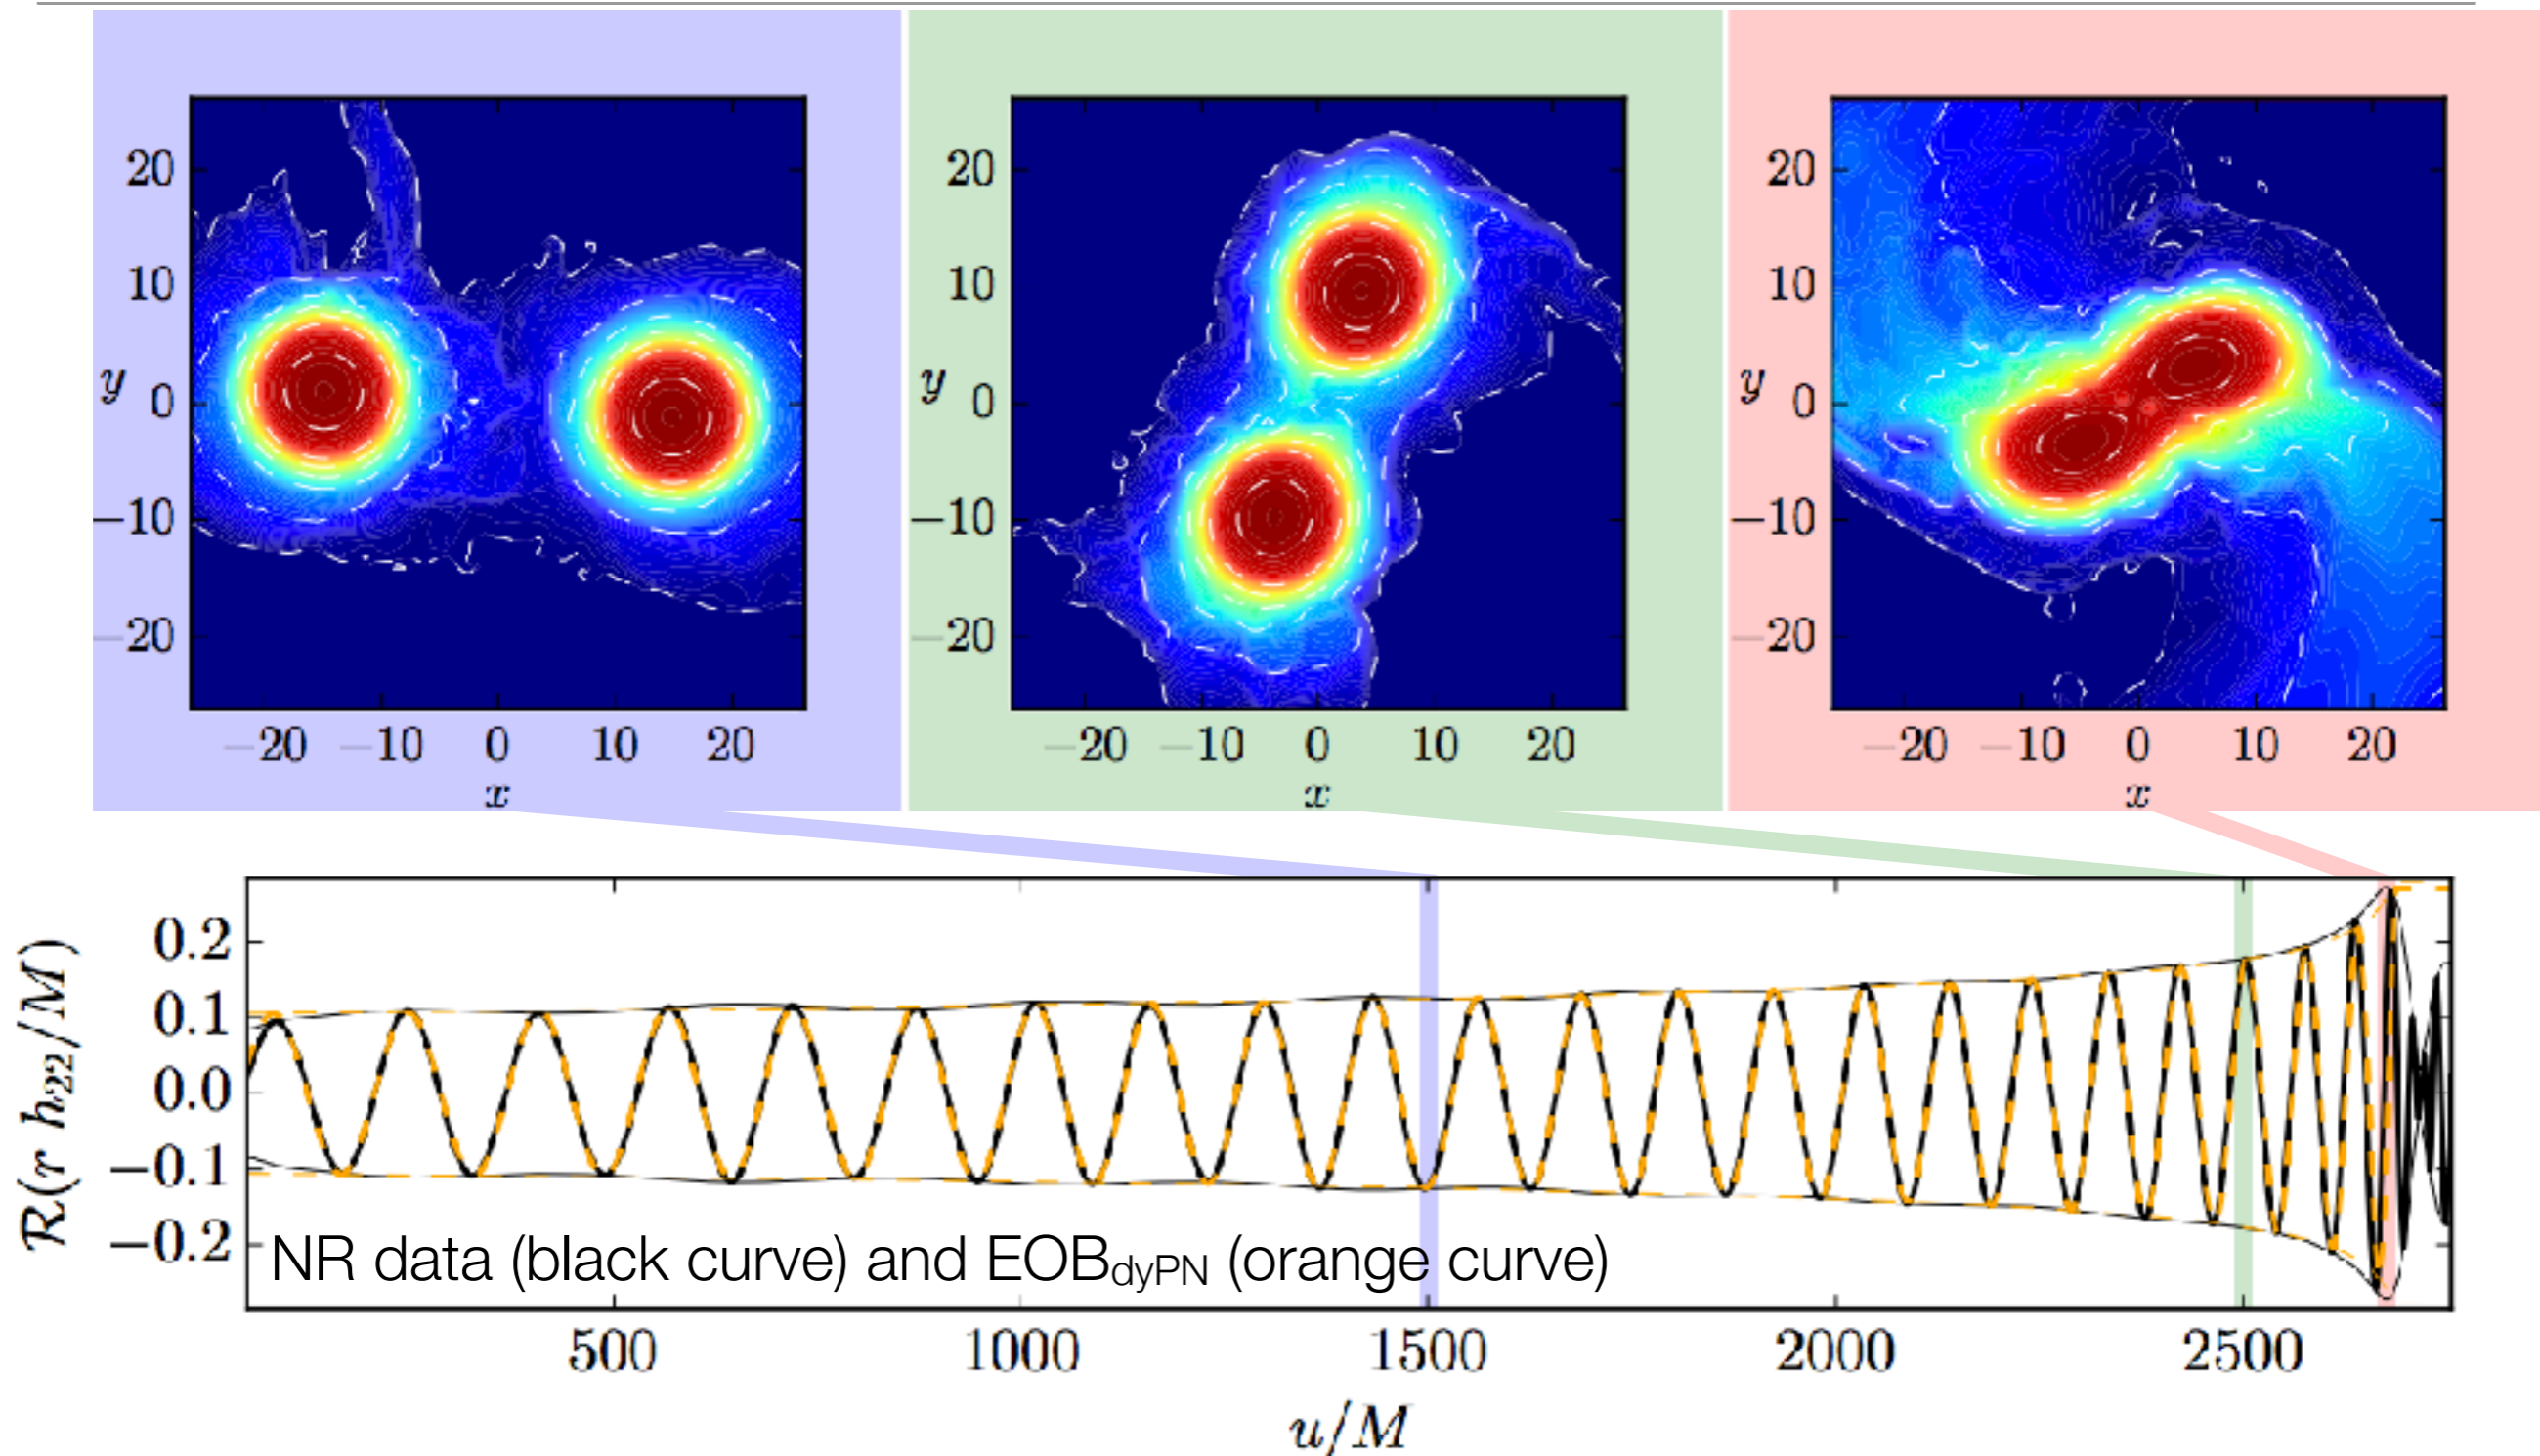 20
10
y
0
−10
−20
−20 −10 0 10 20
x
20
10
y
0
−10
−20
−20 −10 0 10 20
x
20
10
y
0
−10
−20
−20 −10 0 10 20
x
ℛ(r h₂₂/M)
0.2
0.1
0.0
−0.1
−0.2
NR data (black curve) and EOBdyPN (orange curve)
500 1000 1500 2000 2500
u/M